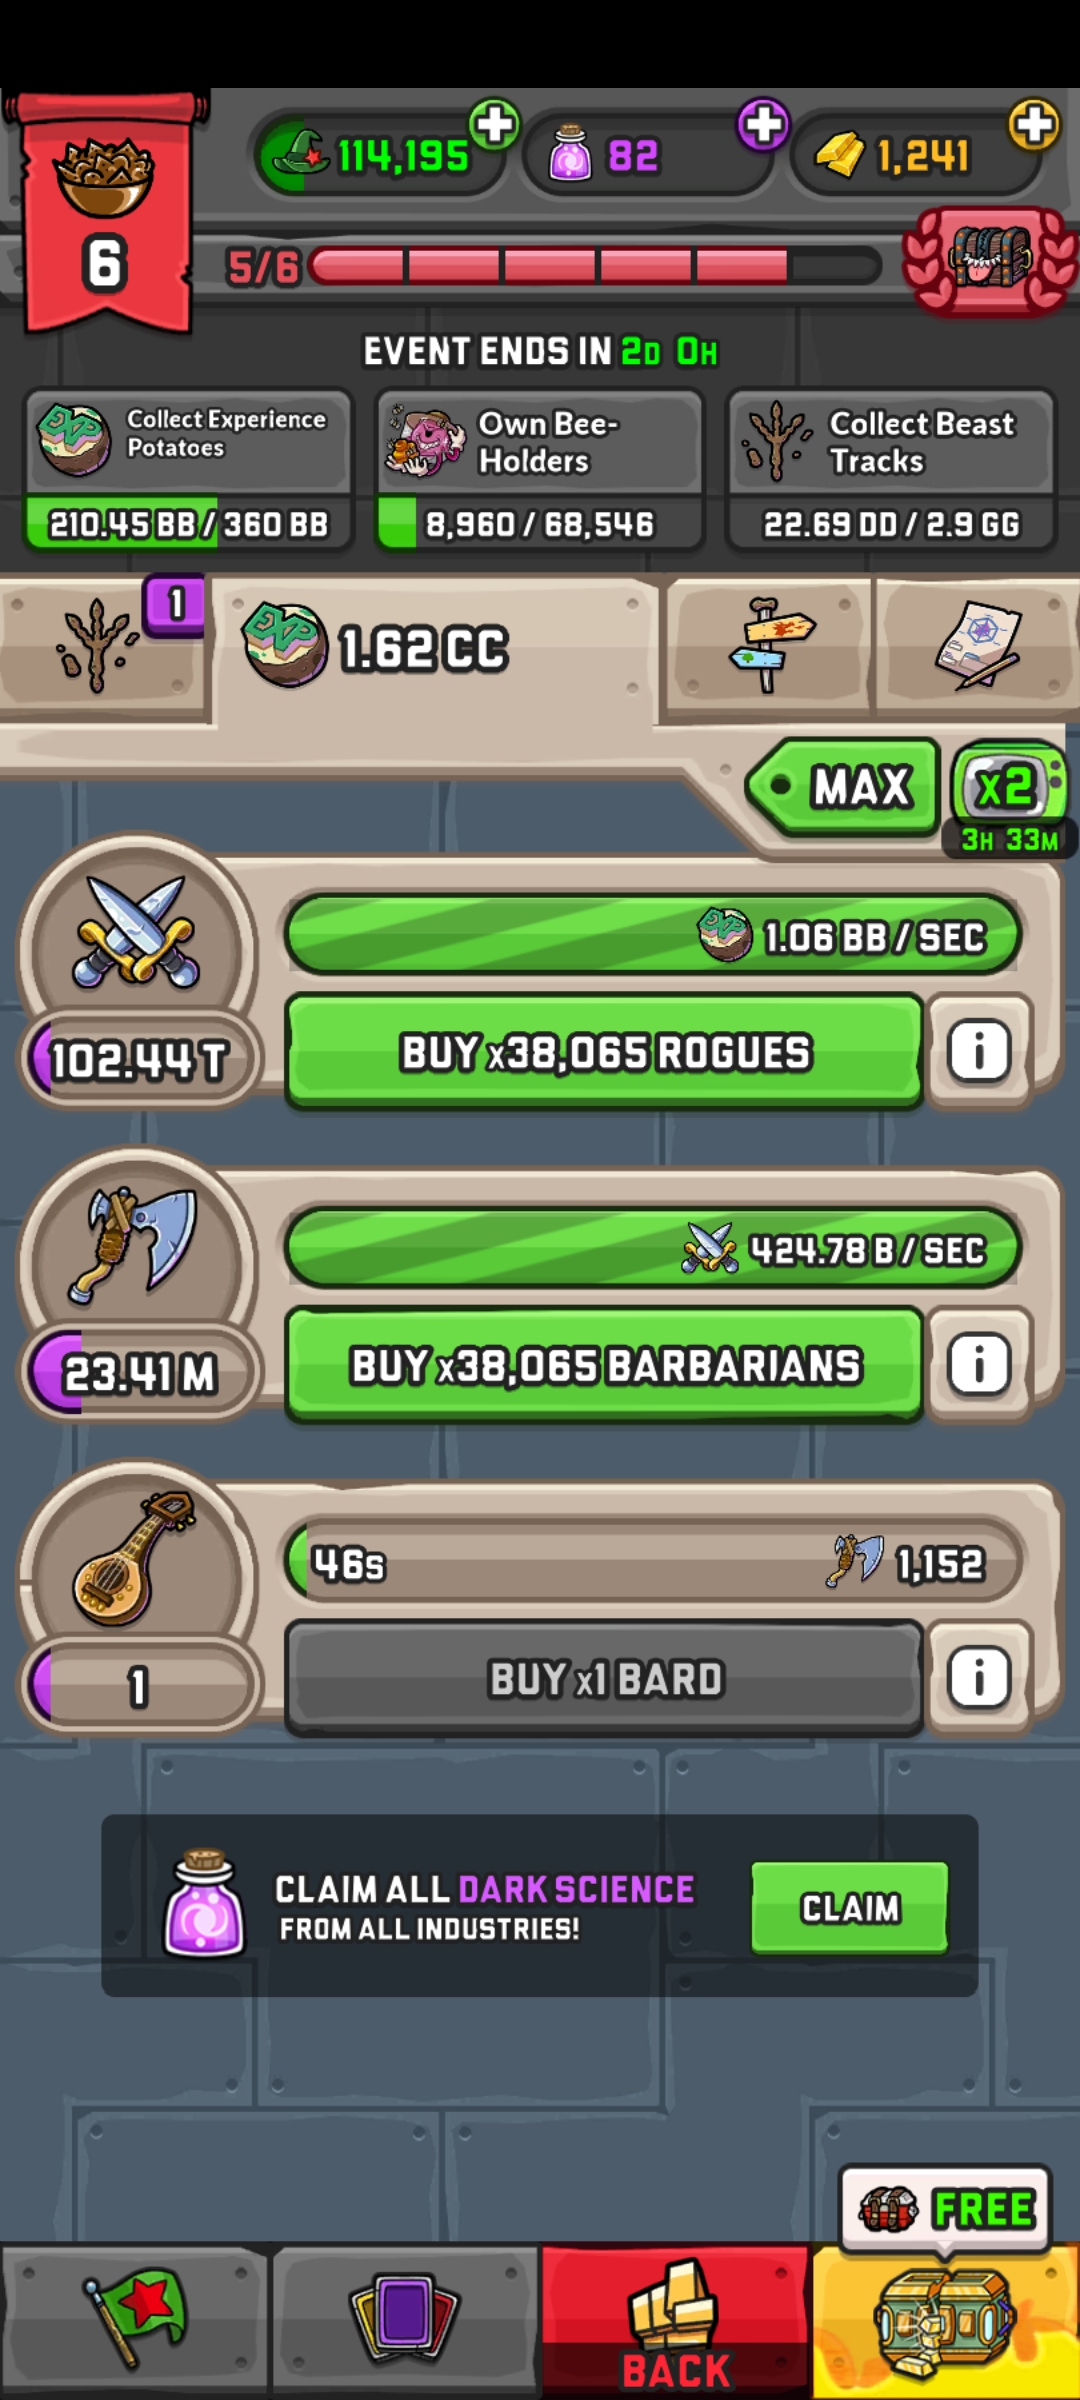 114,195
82
1,241
6
5/6
EVENT ENDS IN 2D 0H
Collect Experience
Potatoes
210.45 BB / 360 BB
Own Bee-
Holders
8,960 / 68,546
Collect Beast
Tracks
22.69 DD / 2.9 GG
1
EXP
1.62 CC
MAX
x2
3H 33M
1.06 BB / SEC
102.44 T
BUY x38,065 ROGUES
i
424.78 B / SEC
23.41 M
BUY x38,065 BARBARIANS
i
46s
1,152
1
BUY x1 BARD
i
CLAIM ALL DARK SCIENCE
FROM ALL INDUSTRIES!
CLAIM
FREE
BACK